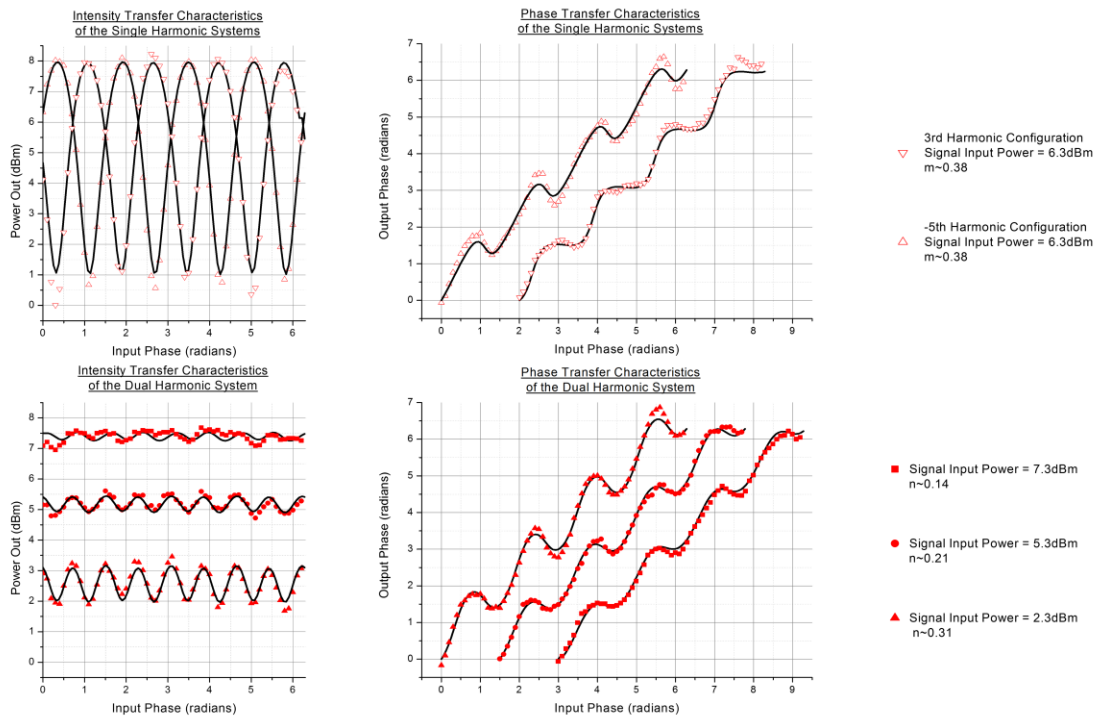 Intensity Transfer Characteristics
of the Single Harmonic Systems
Power Out (dBm)
8
7
6
5
4
3
2
1
0
0 1 2 3 4 5 6
Input Phase (radians)
Phase Transfer Characteristics
of the Single Harmonic Systems
Output Phase (radians)
7
6
5
4
3
2
1
0
0 1 2 3 4 5 6 7 8 9
Input Phase (radians)
3rd Harmonic Configuration
Signal Input Power = 6.3dBm
m~0.38
-5th Harmonic Configuration
Signal Input Power = 6.3dBm
m~0.38
Intensity Transfer Characteristics
of the Dual Harmonic System
Power Out (dBm)
8
7
6
5
4
3
2
1
0
0 1 2 3 4 5 6
Input Phase (radians)
Phase Transfer Characteristics
of the Dual Harmonic System
Output Phase (radians)
7
6
5
4
3
2
1
0
0 1 2 3 4 5 6 7 8 9
Input Phase (radians)
Signal Input Power = 7.3dBm
n~0.14
Signal Input Power = 5.3dBm
n~0.21
Signal Input Power = 2.3dBm
n~0.31